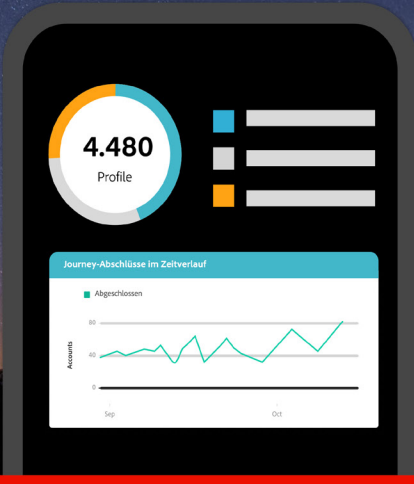 4.480
Profile
Journey-Abschlüsse im Zeitverlauf
Abgeschlossen
80
40
0
Accounts
Sep
Oct